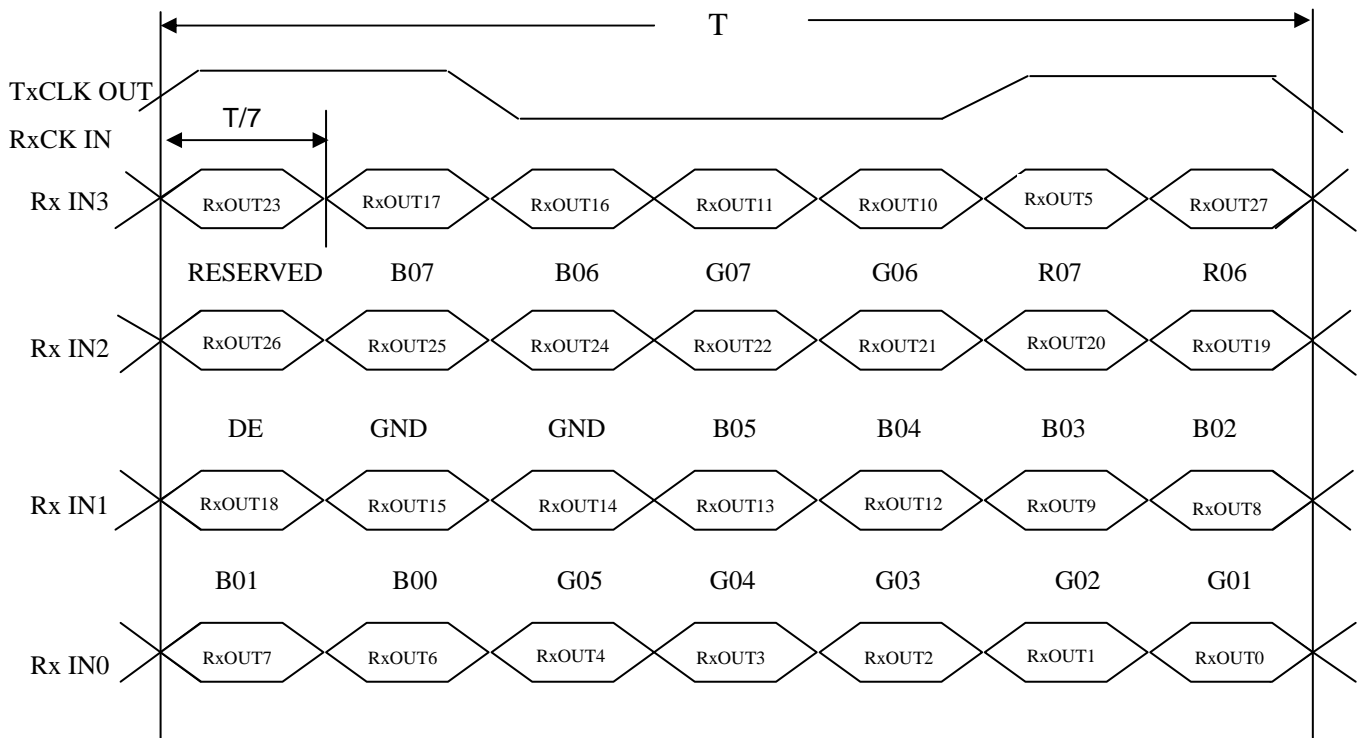 T
TxCLK OUT
T/7
RxCK IN
Rx IN3 RxOUT23 RxOUT17 RxOUT16 RxOUT11 RxOUT10 RxOUT5 RxOUT27
RESERVED B07 B06 G07 G06 R07 R06
Rx IN2 RxOUT26 RxOUT25 RxOUT24 RxOUT22 RxOUT21 RxOUT20 RxOUT19
DE GND GND B05 B04 B03 B02
Rx IN1 RxOUT18 RxOUT15 RxOUT14 RxOUT13 RxOUT12 RxOUT9 RxOUT8
B01 B00 G05 G04 G03 G02 G01
Rx IN0 RxOUT7 RxOUT6 RxOUT4 RxOUT3 RxOUT2 RxOUT1 RxOUT0